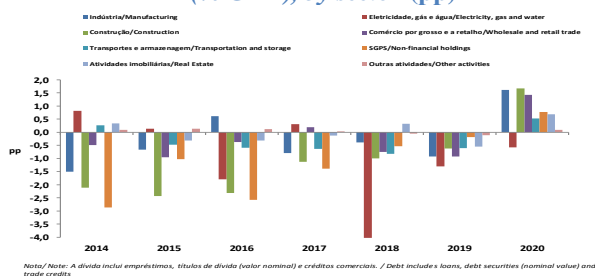 Indústria/Manufacturing
Eletricidade, gás e água/Electricity, gas and water
Construção/Construction
Comércio por grosso e a retalho/Wholesale and retail trade
Transportes e armazenagem/Transportation and storage
SGPS/Non-financial holdings
Atividades imobiliárias/Real Estate
Outras atividades/Other activities
2,0
1,5
1,0
0,5
0,0
-0,5
-1,0
-1,5
-2,0
-2,5
-3,0
-3,5
-4,0
pp
2014 2015 2016 2017 2018 2019 2020
Nota/ Note: A dívida inclui empréstimos, títulos de dívida (valor nominal) e créditos comerciais. / Debt includes loans, debt securities (nominal value) and
trade credits